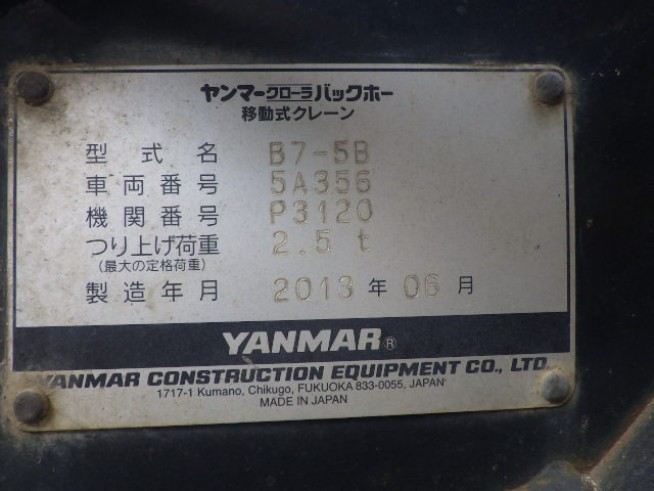 ヤンマークローラバックホー
移動式クレーン
型式名 B7-5B
車両番号 5A356
機関番号 P3120
つり上げ荷重 2.5 t
(最大の定格荷重)
製造年月 2013 年 06 月
YANMAR®
YANMAR CONSTRUCTION EQUIPMENT CO., LTD.
1717-1 Kumano, Chikugo, FUKUOKA 833-0055, JAPAN
MADE IN JAPAN